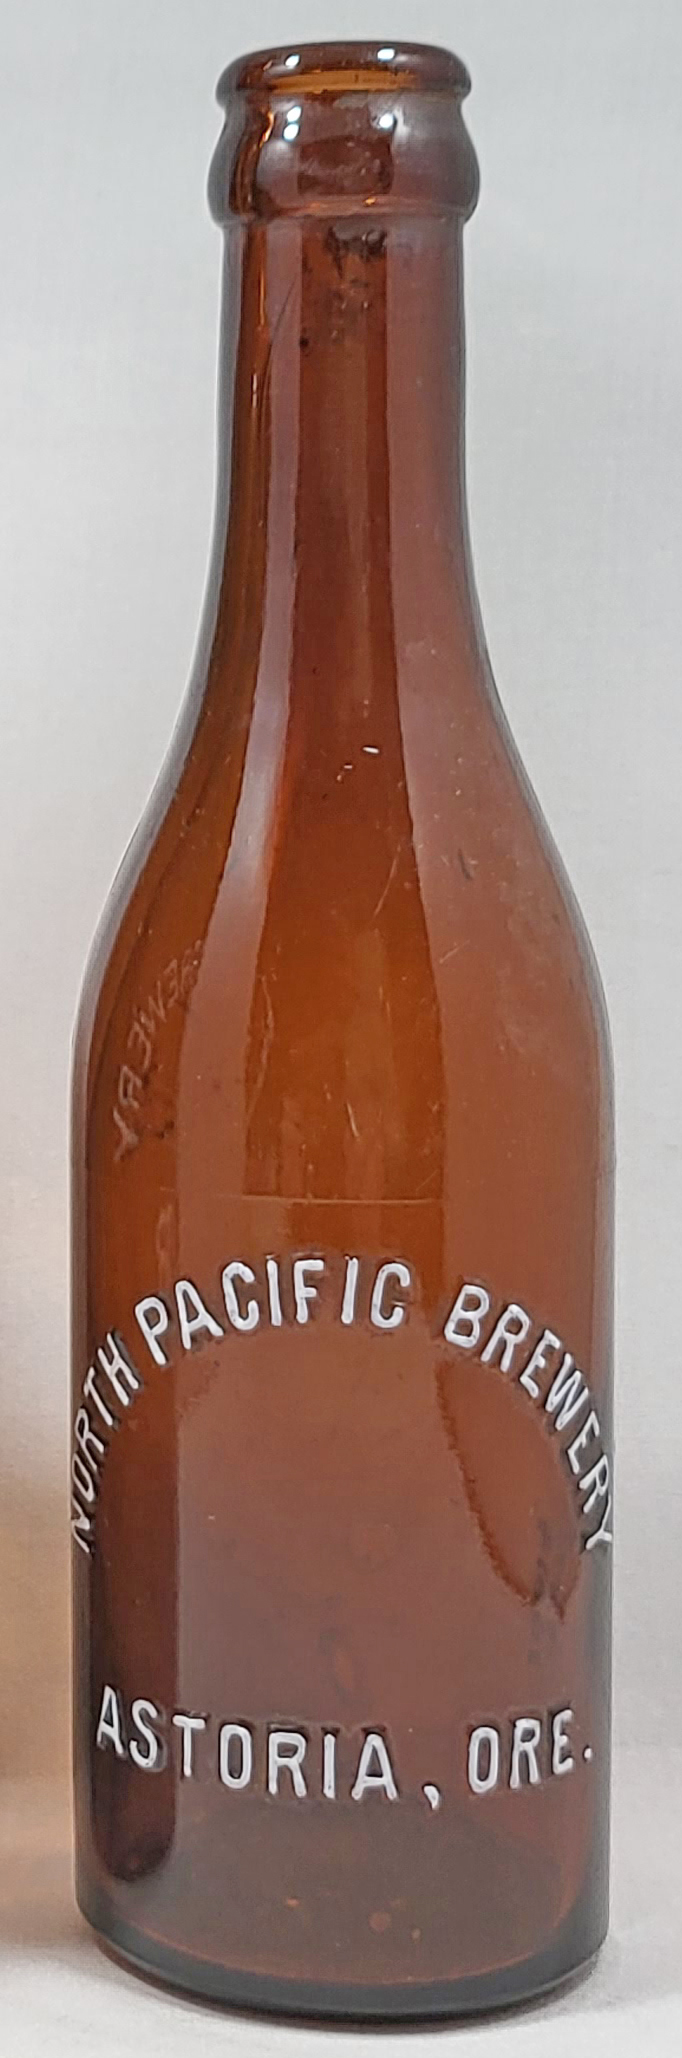 NORTH PACIFIC BREWERY
ASTORIA, ORE.